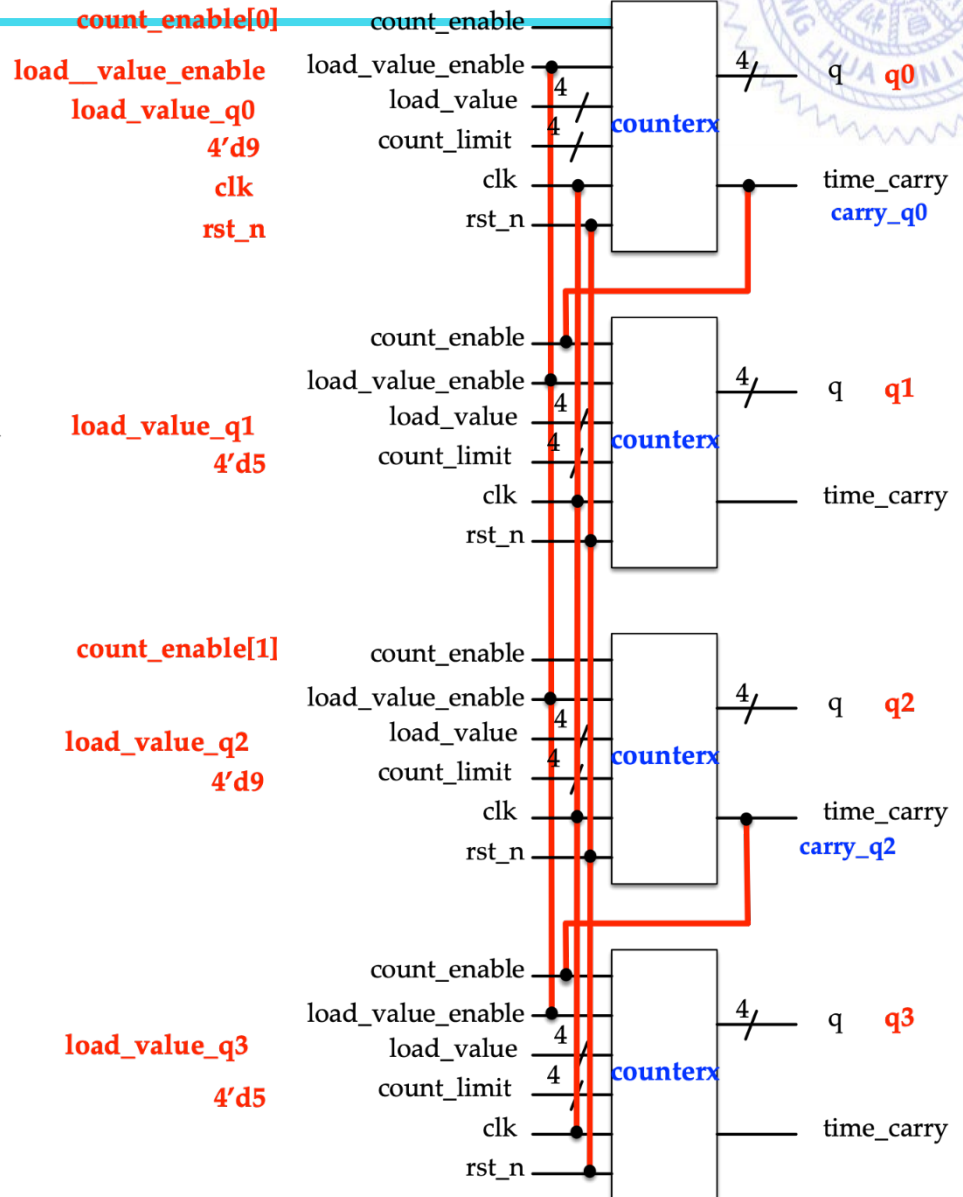 count_enable[0] count_enable
load__value_enable load_value_enable 4/ q q0
load_value_q0 load_value 4
4’d9 count_limit 4 counterx
clk clk time_carry
rst_n rst_n carry_q0
count_enable
load_value_enable 4/ q q1
load_value_q1 load_value 4
4’d5 count_limit 4 counterx
clk time_carry
rst_n
count_enable[1] count_enable
load_value_enable 4/ q q2
load_value_q2 load_value 4
4’d9 count_limit 4 counterx
clk time_carry
rst_n carry_q2
count_enable
load_value_enable 4/ q q3
load_value_q3 load_value 4
4’d5 count_limit 4 counterx
clk time_carry
rst_n
HUA